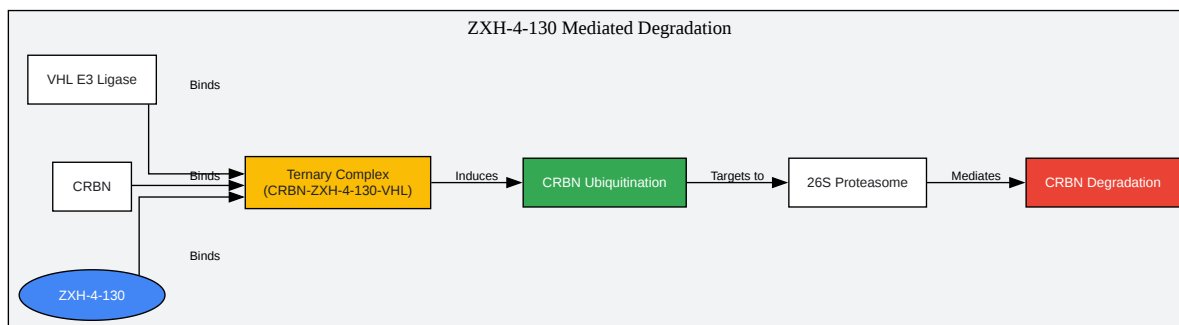 ZXH-4-130 Mediated Degradation
VHL E3 Ligase
Binds
CRBN
Binds
Ternary Complex
(CRBN-ZXH-4-130-VHL)
Induces
CRBN Ubiquitination
Targets to
26S Proteasome
Mediates
CRBN Degradation
Binds
ZXH-4-130